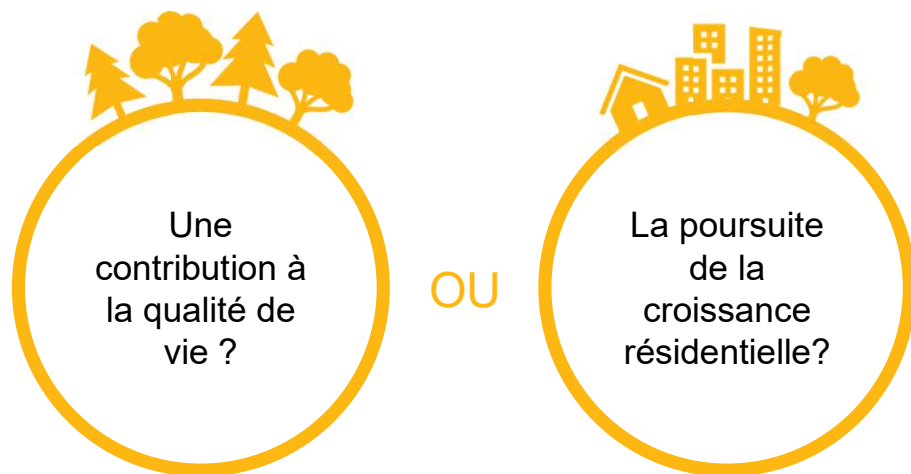 Une
contribution à
la qualité de
vie ?
OU
La poursuite
de la
croissance
résidentielle?